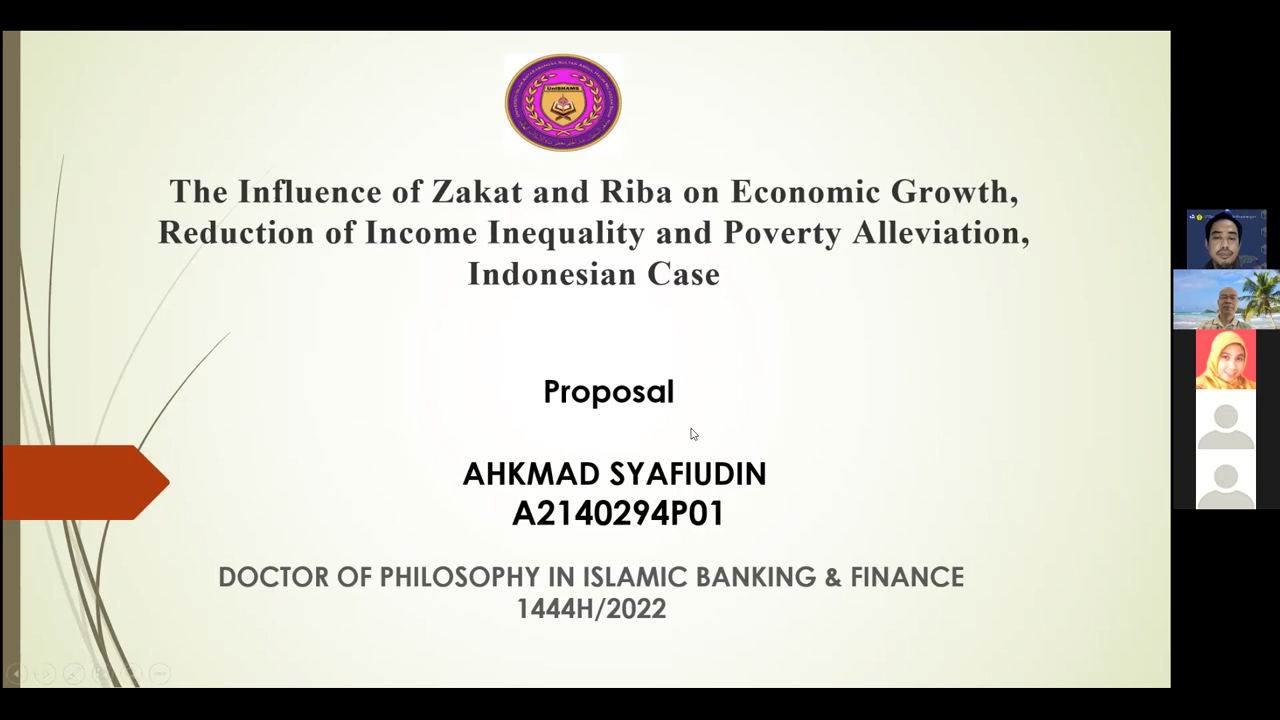 UniSHAMS
The Influence of Zakat and Riba on Economic Growth,
Reduction of Income Inequality and Poverty Alleviation,
Indonesian Case
Proposal
AHKMAD SYAFIUDIN
A2140294P01
DOCTOR OF PHILOSOPHY IN ISLAMIC BANKING & FINANCE
1444H/2022